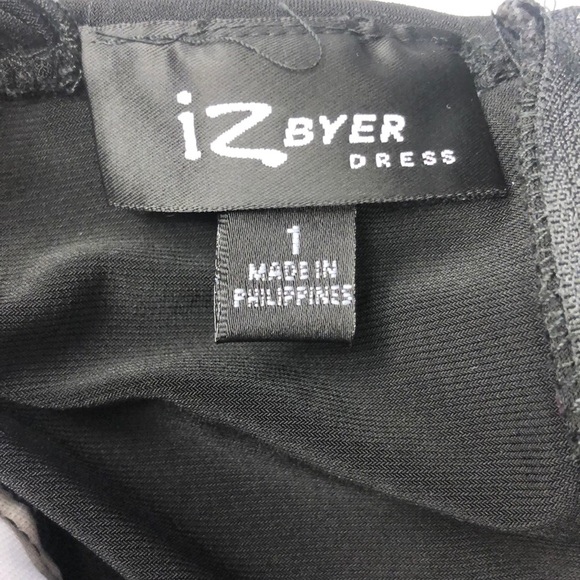 iz BYER
DRESS
1
MADE IN
PHILIPPINES